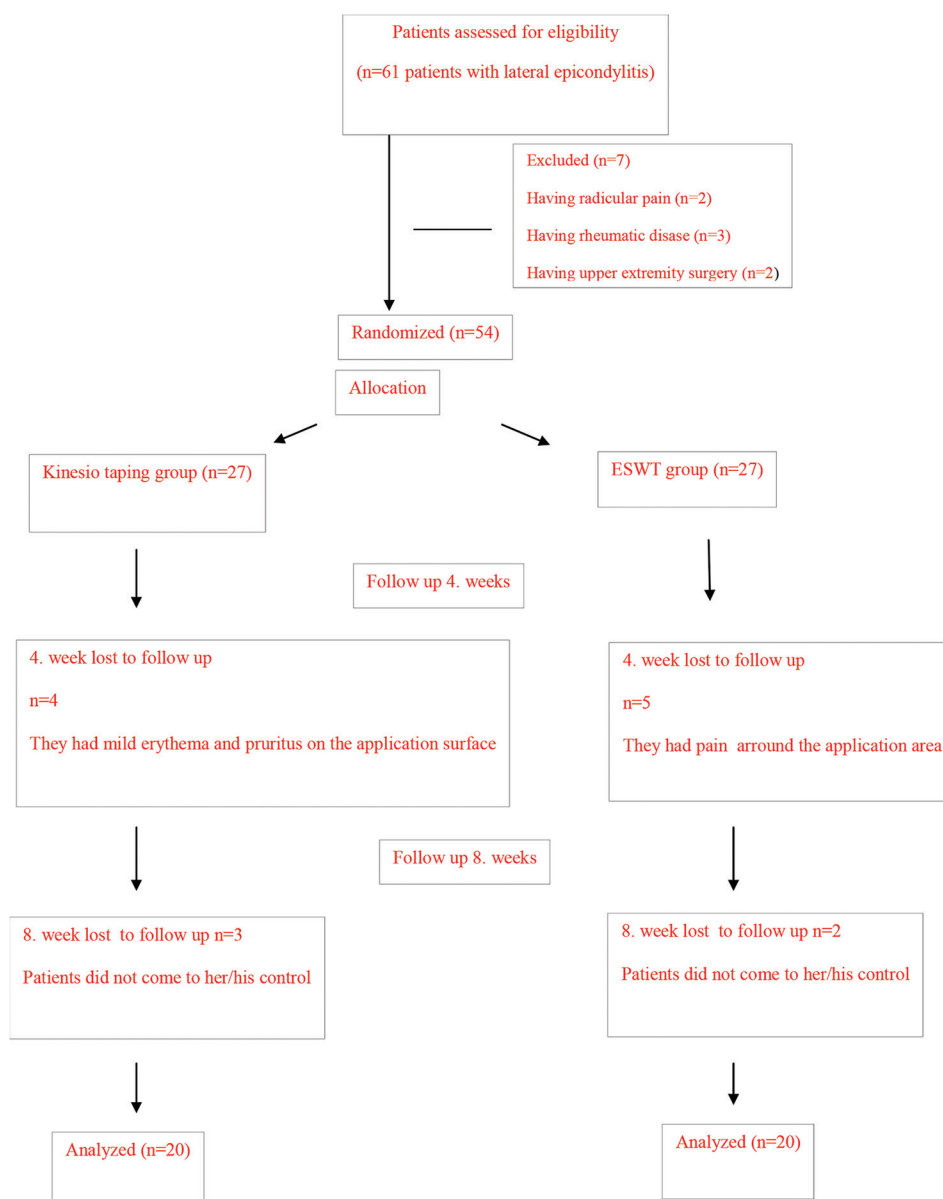 Patients assessed for eligibility
(n=61 patients with lateral epicondylitis)
Excluded (n=7)
Having radicular pain (n=2)
Having rheumatic disase (n=3)
Having upper extremity surgery (n=2)
Randomized (n=54)
Allocation
Kinesio taping group (n=27)
ESWT group (n=27)
Follow up 4. weeks
4. week lost to follow up
n=4
They had mild erythema and pruritus on the application surface
4. week lost to follow up
n=5
They had pain arround the application area
Follow up 8. weeks
8. week lost to follow up n=3
Patients did not come to her/his control
8. week lost to follow up n=2
Patients did not come to her/his control
Analyzed (n=20)
Analyzed (n=20)